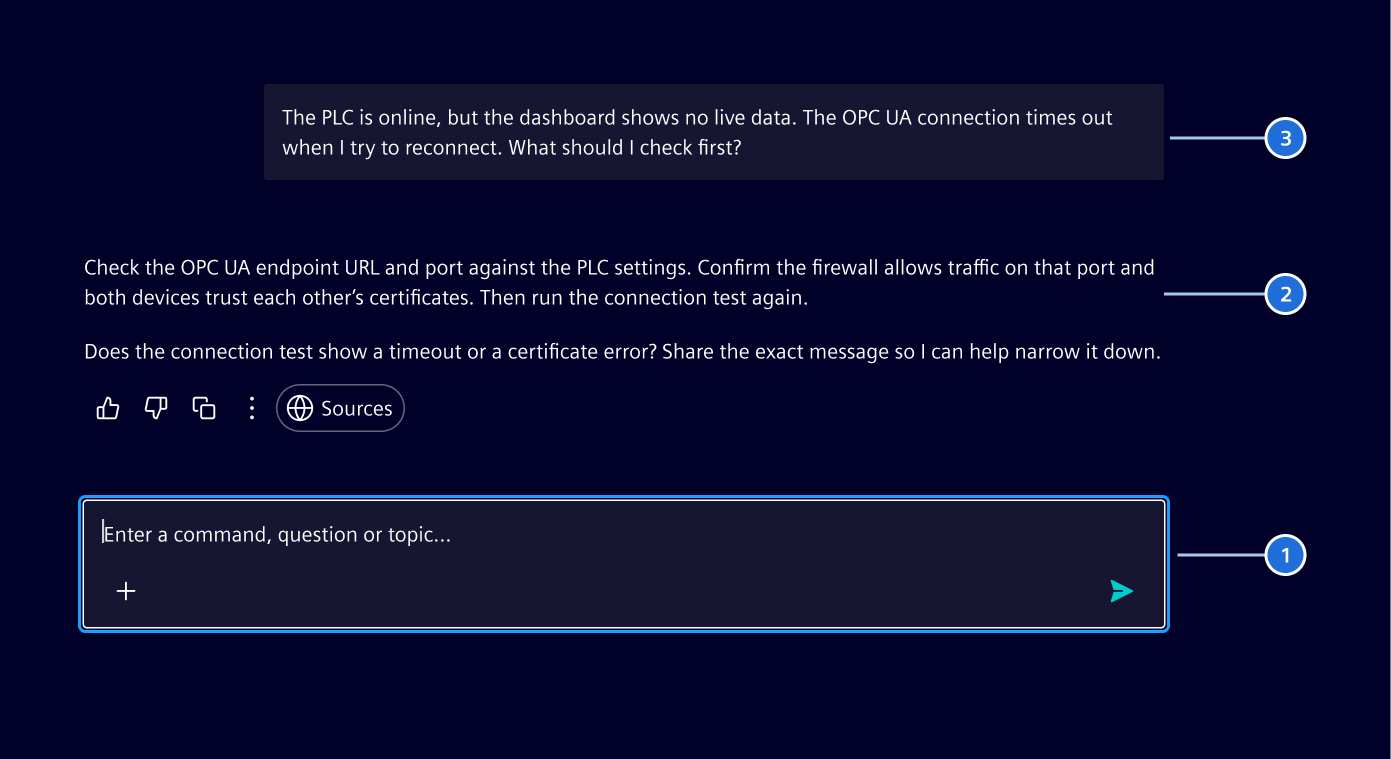 The PLC is online, but the dashboard shows no live data. The OPC UA connection times out
when I try to reconnect. What should I check first?
3
Check the OPC UA endpoint URL and port against the PLC settings. Confirm the firewall allows traffic on that port and
both devices trust each other’s certificates. Then run the connection test again.
2
Does the connection test show a timeout or a certificate error? Share the exact message so I can help narrow it down.
Sources
Enter a command, question or topic...
1